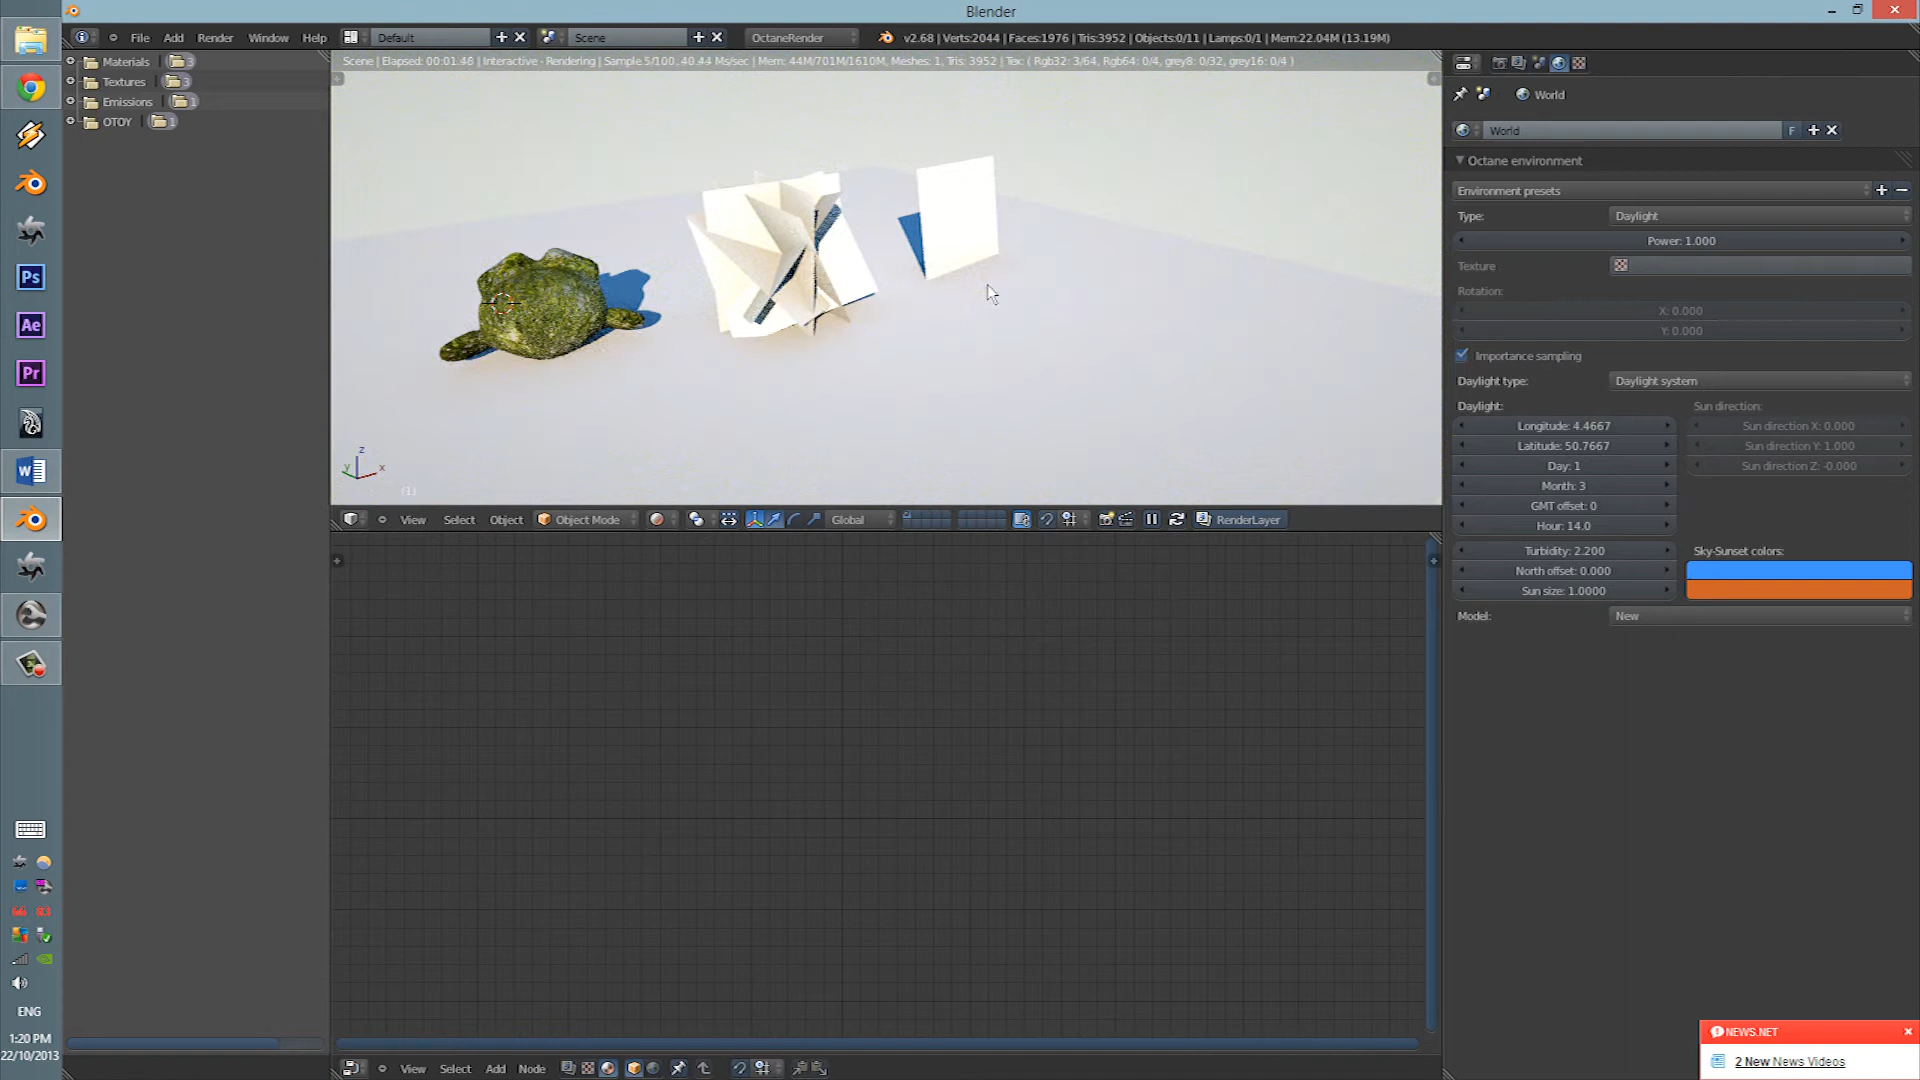 Blender
File Add Render Window Help Default Scene OctaneRender v2.68 | Verts:2044 | Faces:1976 | Tris:3952 | Objects:0/11 | Lamps:0/1 | Mem:22.04M (13.19M)
Scene | Elapsed: 00:01.46 | Interactive - Rendering | Sample 5/100, 40.44 Ms/sec | Mem: 44M/701M/1610M, Meshes: 1, Tris: 3952 | Tex: ( Rgb32: 3/64, Rgb64: 0/4, grey8: 0/32, grey16: 0/4 )
Materials 3
Textures 3
Emissions 1
OTOY 1
World
World F
Octane environment
Environment presets
Type: Daylight
Power: 1.000
Texture
Rotation:
X: 0.000
Y: 0.000
Importance sampling
Daylight type: Daylight system
Daylight: Sun direction:
Longitude: 4.4667 Sun direction X: 0.000
Latitude: 50.7667 Sun direction Y: 1.000
Day: 1 Sun direction Z: -0.000
Month: 3
GMT offset: 0
Hour: 14.0
Turbidity: 2.200 Sky-Sunset colors:
North offset: 0.000
Sun size: 1.0000
Model: New
z
y x
(1)
View Select Object Object Mode Global RenderLayer
View Select Add Node
Ps
Ae
Pr
ENG
1:20 PM
22/10/2013
NEWS.NET
2 New News Videos